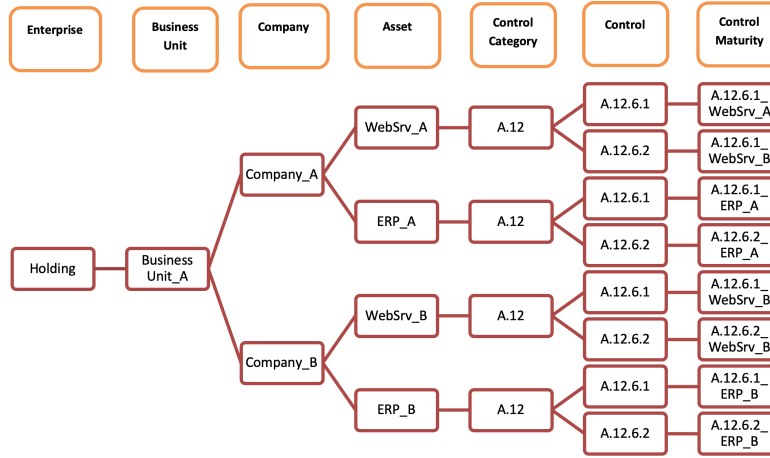 Enterprise
Business
Unit
Company
Asset
Control
Category
Control
Control
Maturity
Holding
Business
Unit_A
Company_A
WebSrv_A
A.12
A.12.6.1
A.12.6.1_
WebSrv_A
A.12.6.2
A.12.6.1_
WebSrv_B
ERP_A
A.12
A.12.6.1
A.12.6.1_
ERP_A
A.12.6.2
A.12.6.2_
ERP_A
Company_B
WebSrv_B
A.12
A.12.6.1
A.12.6.1_
WebSrv_B
A.12.6.2
A.12.6.2_
WebSrv_B
ERP_B
A.12
A.12.6.1
A.12.6.1_
ERP_B
A.12.6.2
A.12.6.2_
ERP_B